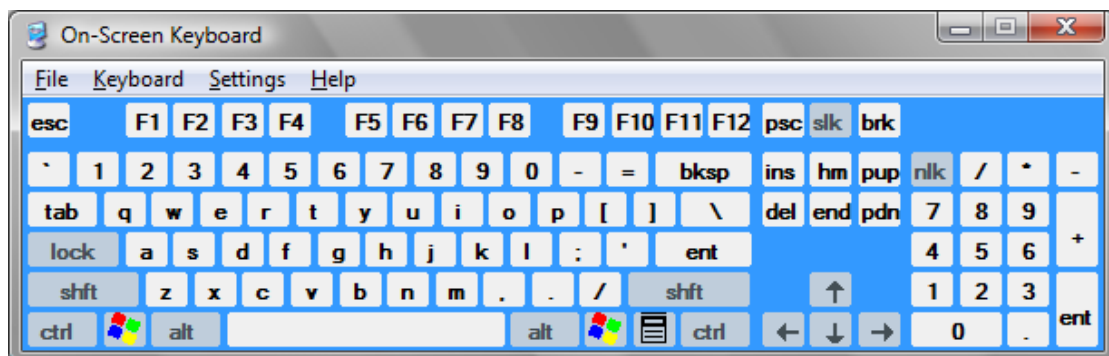 On-Screen Keyboard
File Keyboard Settings Help
esc F1 F2 F3 F4 F5 F6 F7 F8 F9 F10 F11 F12 psc slk brk
` 1 2 3 4 5 6 7 8 9 0 - = bksp ins hm pup nlk / * -
tab q w e r t y u i o p [ ] \ del end pdn 7 8 9 +
lock a s d f g h j k l ; ' ent 4 5 6
shft z x c v b n m , . / shft ↑ 1 2 3 ent
ctrl alt alt ctrl ← ↓ → 0 .